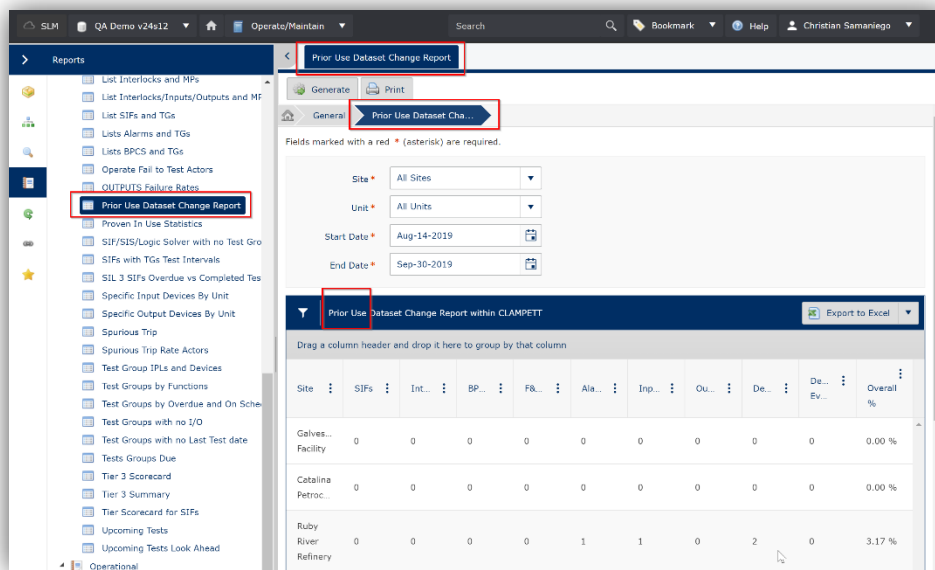 SLM QA Demo v24s12 Operate/Maintain Search Bookmark Help Christian Samaniego
Reports
List Interlocks and MPs
List Interlocks/Inputs/Outputs and MP
List SIFs and TGs
Lists Alarms and TGs
Lists BPCS and TGs
Operate Fail to Test Actors
OUTPUTS Failure Rates
Prior Use Dataset Change Report
Proven In Use Statistics
SIF/SIS/Logic Solver with no Test Gro
SIFs with TGs Test Intervals
SIL 3 SIFs Overdue vs Completed Tes
Specific Input Devices By Unit
Specific Output Devices By Unit
Spurious Trip
Spurious Trip Rate Actors
Test Group IPLs and Devices
Test Groups by Functions
Test Groups by Overdue and On Sche
Test Groups with no I/O
Test Groups with no Last Test date
Tests Groups Due
Tier 3 Scorecard
Tier 3 Summary
Tier Scorecard for SIFs
Upcoming Tests
Upcoming Tests Look Ahead
Operational
Prior Use Dataset Change Report
Generate Print
General Prior Use Dataset Cha...
Fields marked with a red * (asterisk) are required.
Site * All Sites
Unit * All Units
Start Date * Aug-14-2019
End Date * Sep-30-2019
Prior Use Dataset Change Report within CLAMPETT Export to Excel
Drag a column header and drop it here to group by that column
Site SIFs Int... BP... F&... Ala... Inp... Ou... De... De... Ev... Overall %
Galves... Facility 0 0 0 0 0 0 0 0 0 0.00 %
Catalina Petroc... 0 0 0 0 0 0 0 0 0 0.00 %
Ruby River Refinery 0 0 0 0 1 1 0 2 0 3.17 %